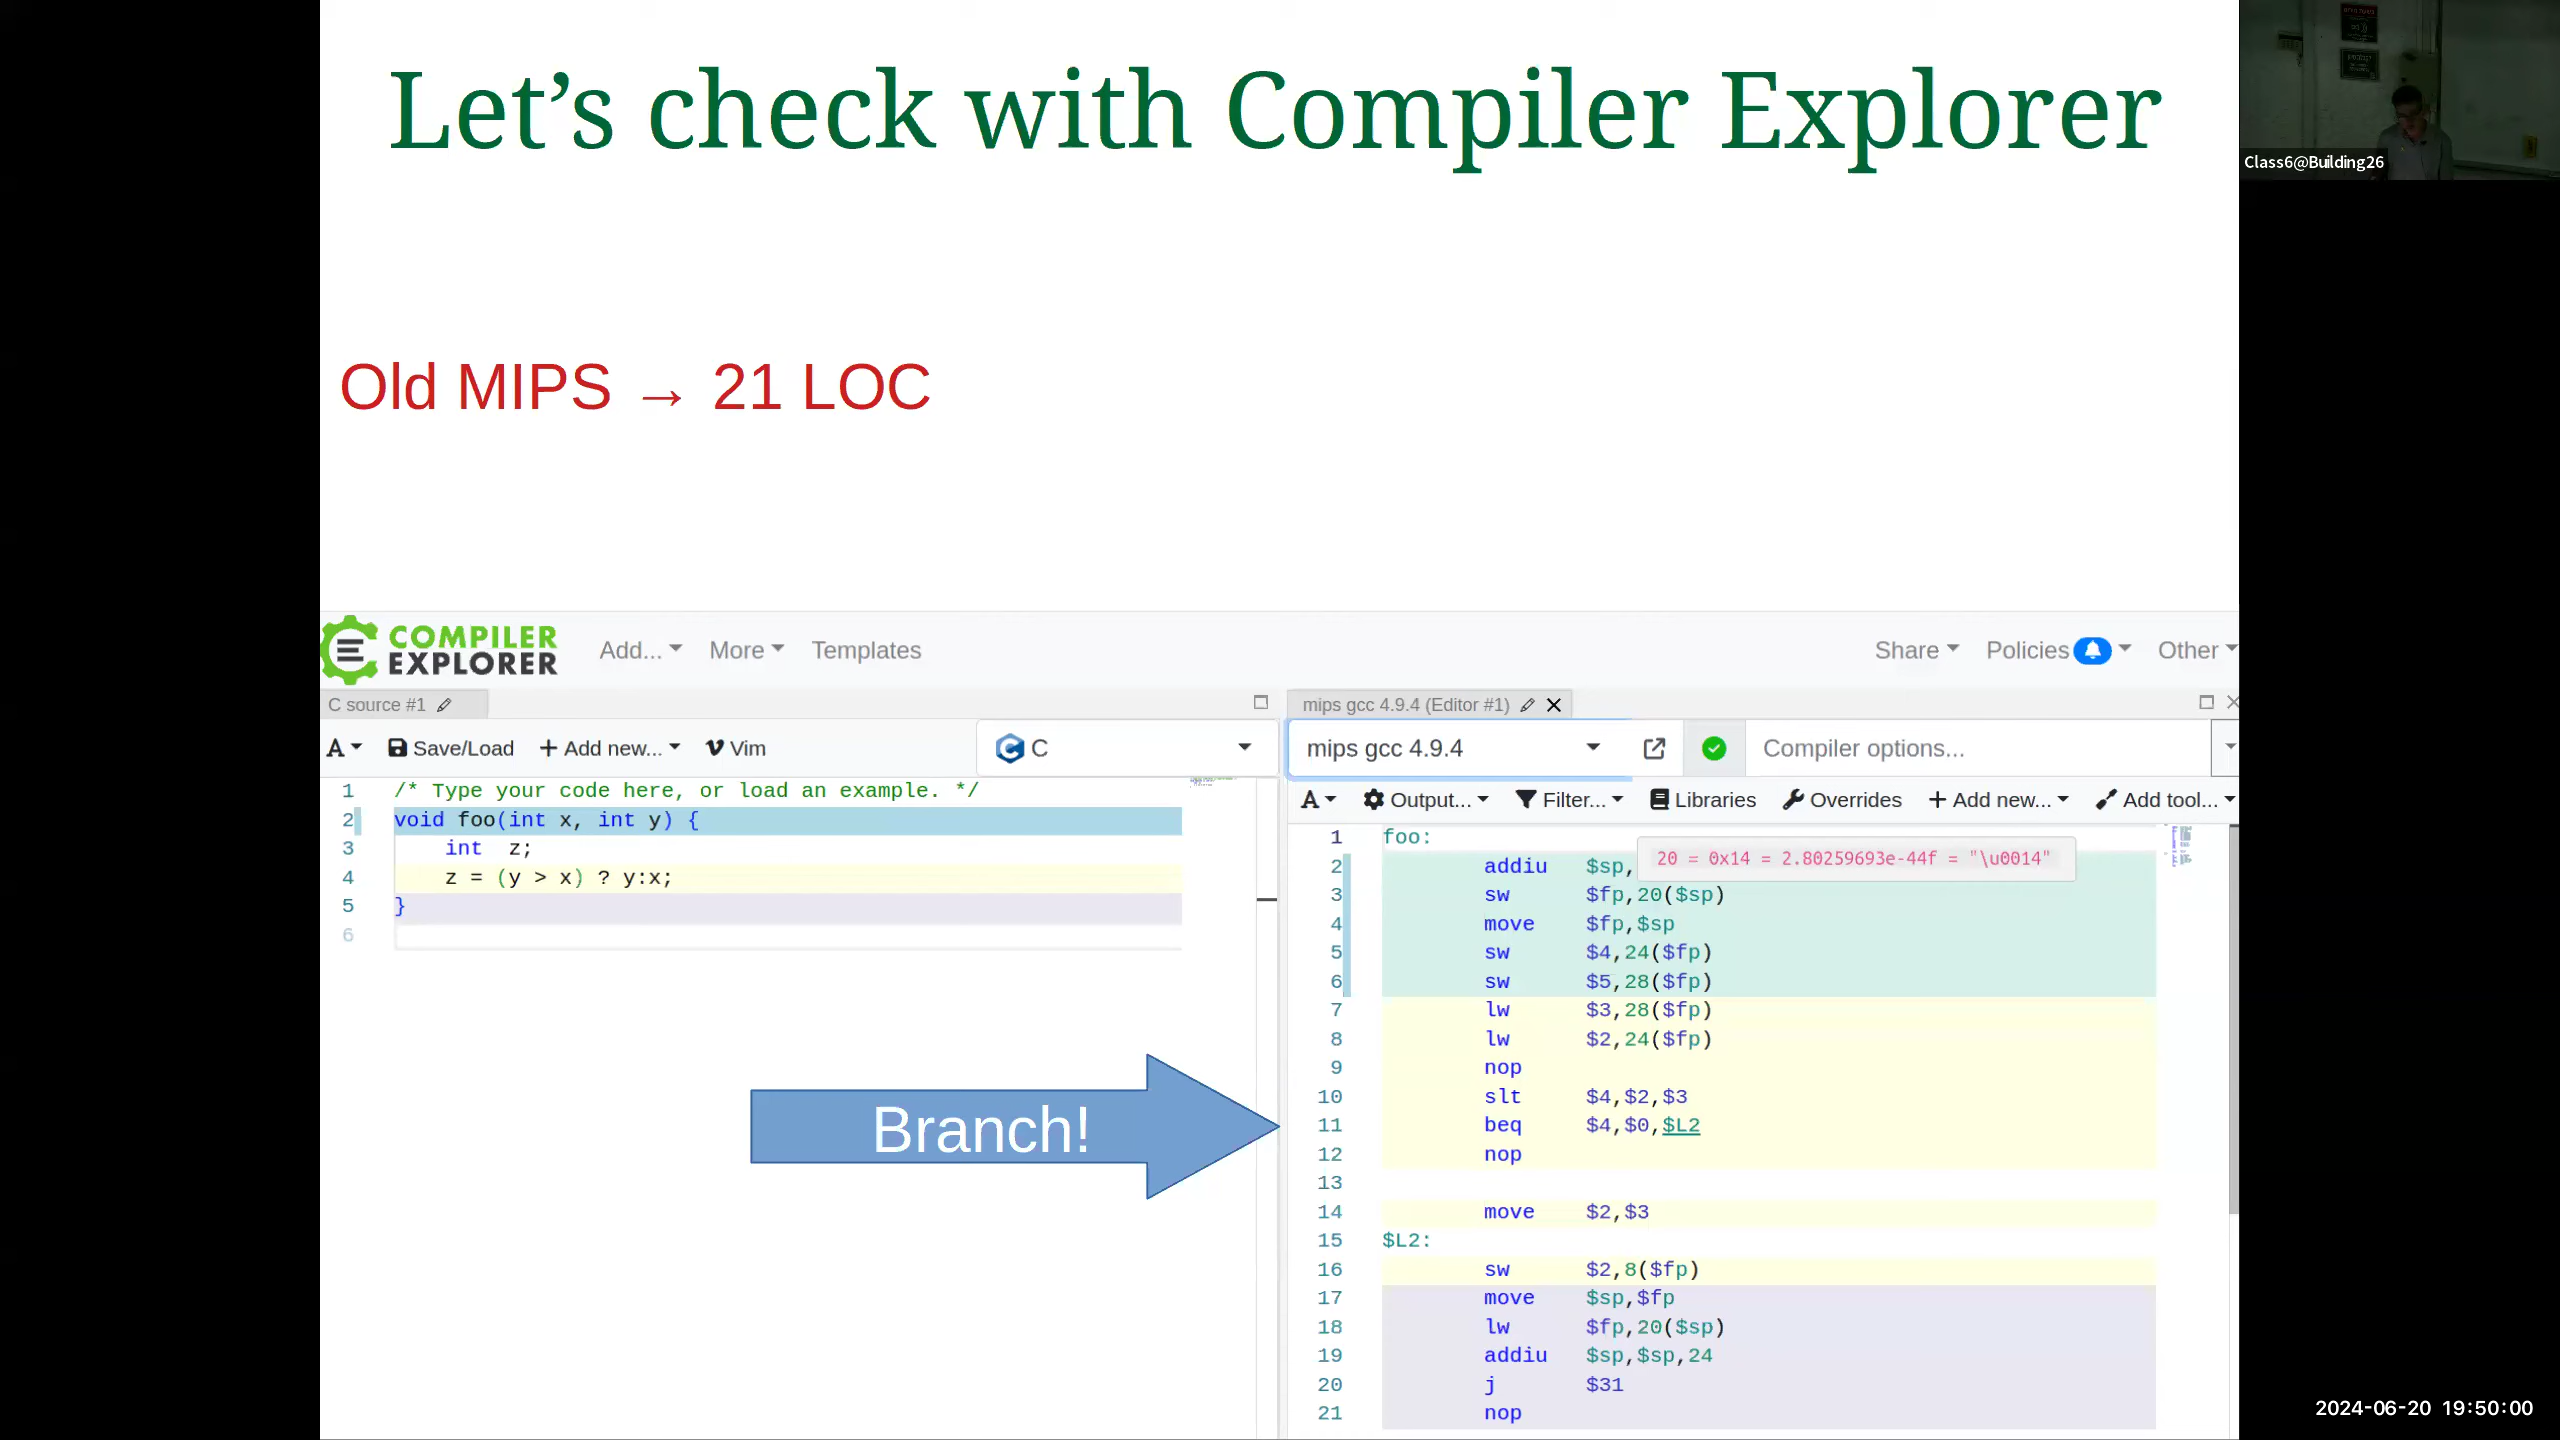 Let’s check with Compiler Explorer
Class6@Building26
Old MIPS → 21 LOC
COMPILER EXPLORER
Add... More Templates
Share Policies Other
C source #1
mips gcc 4.9.4 (Editor #1)
A Save/Load + Add new... Vim
C
mips gcc 4.9.4
Compiler options...
A Output... Filter... Libraries Overrides + Add new... Add tool...
1 /* Type your code here, or load an example. */
2 void foo(int x, int y) {
3 int z;
4 z = (y > x) ? y:x;
5 }
6
1 foo:
2 addiu $sp,
20 = 0x14 = 2.80259693e-44f = "\u0014"
3 sw $fp,20($sp)
4 move $fp,$sp
5 sw $4,24($fp)
6 sw $5,28($fp)
7 lw $3,28($fp)
8 lw $2,24($fp)
9 nop
10 slt $4,$2,$3
11 beq $4,$0,$L2
12 nop
13
14 move $2,$3
15 $L2:
16 sw $2,8($fp)
17 move $sp,$fp
18 lw $fp,20($sp)
19 addiu $sp,$sp,24
20 j $31
21 nop
Branch!
2024-06-20 19:50:00